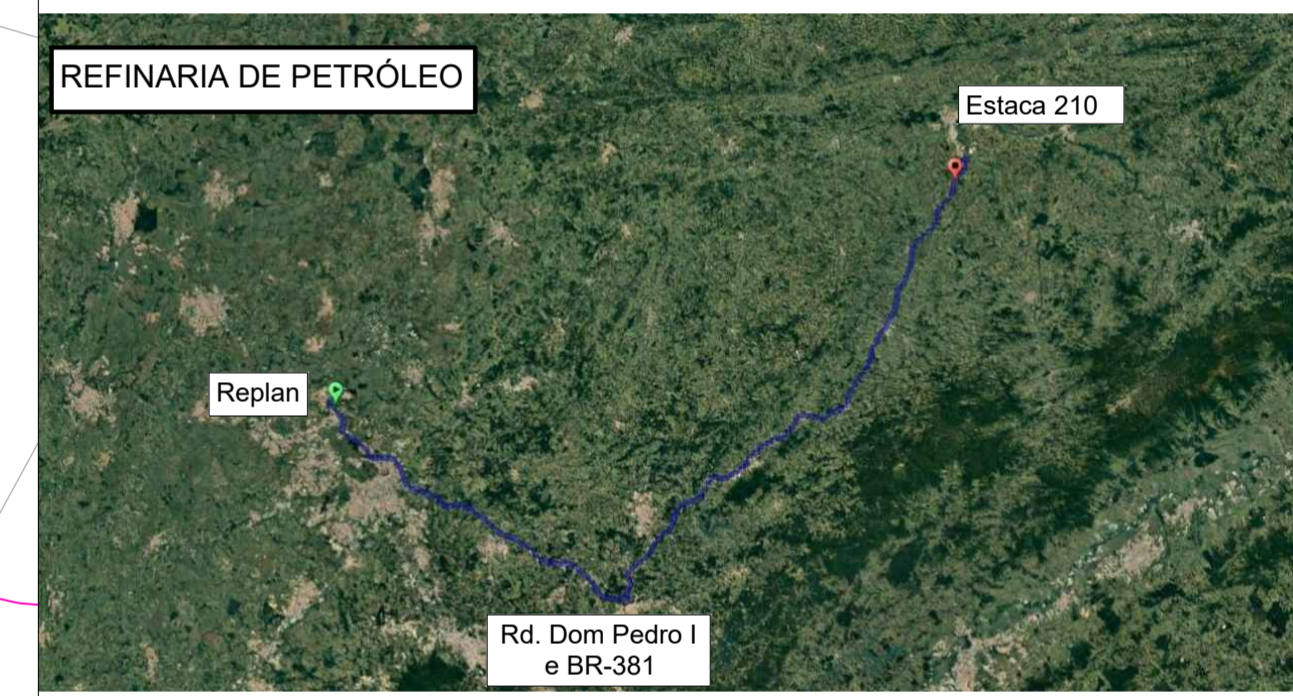 REFINARIA DE PETRÓLEO
Estaca 210
Replan
Rd. Dom Pedro I
e BR-381